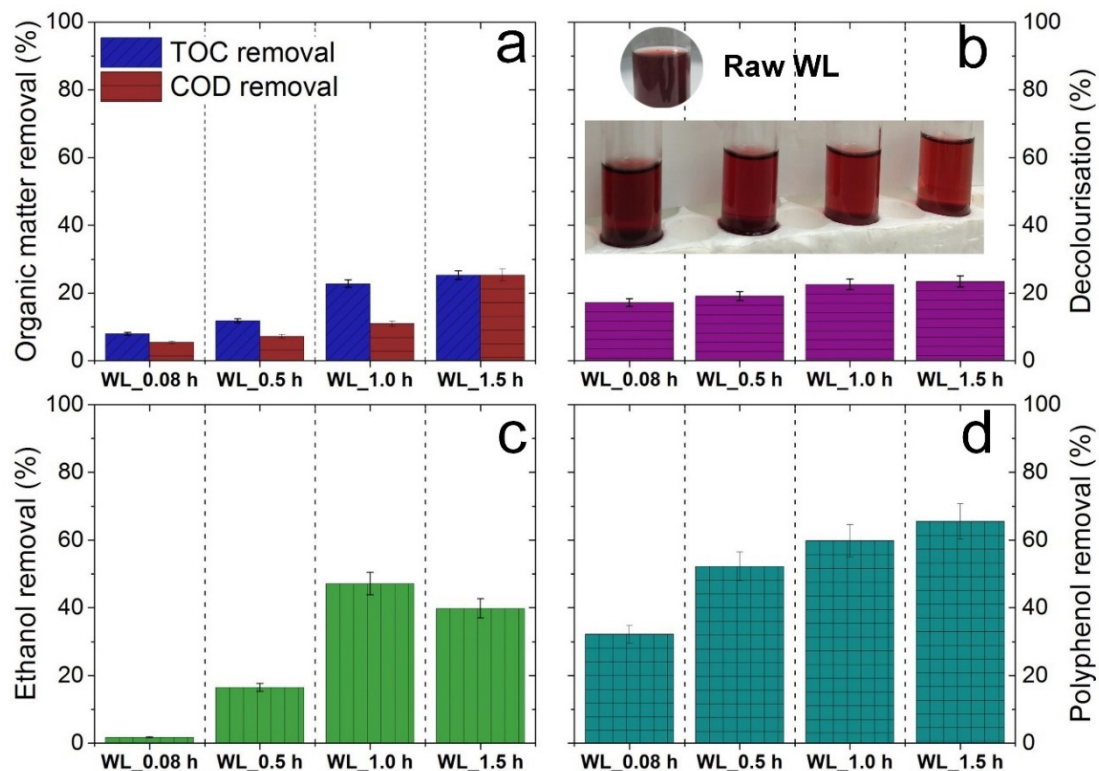 a
TOC removal
COD removal
Organic matter removal (%)
100
80
60
40
20
0
WL_0.08 h
WL_0.5 h
WL_1.0 h
WL_1.5 h
b
Raw WL
Decolourisation (%)
100
80
60
40
20
0
WL_0.08 h
WL_0.5 h
WL_1.0 h
WL_1.5 h
c
Ethanol removal (%)
100
80
60
40
20
0
WL_0.08 h
WL_0.5 h
WL_1.0 h
WL_1.5 h
d
Polyphenol removal (%)
100
80
60
40
20
0
WL_0.08 h
WL_0.5 h
WL_1.0 h
WL_1.5 h